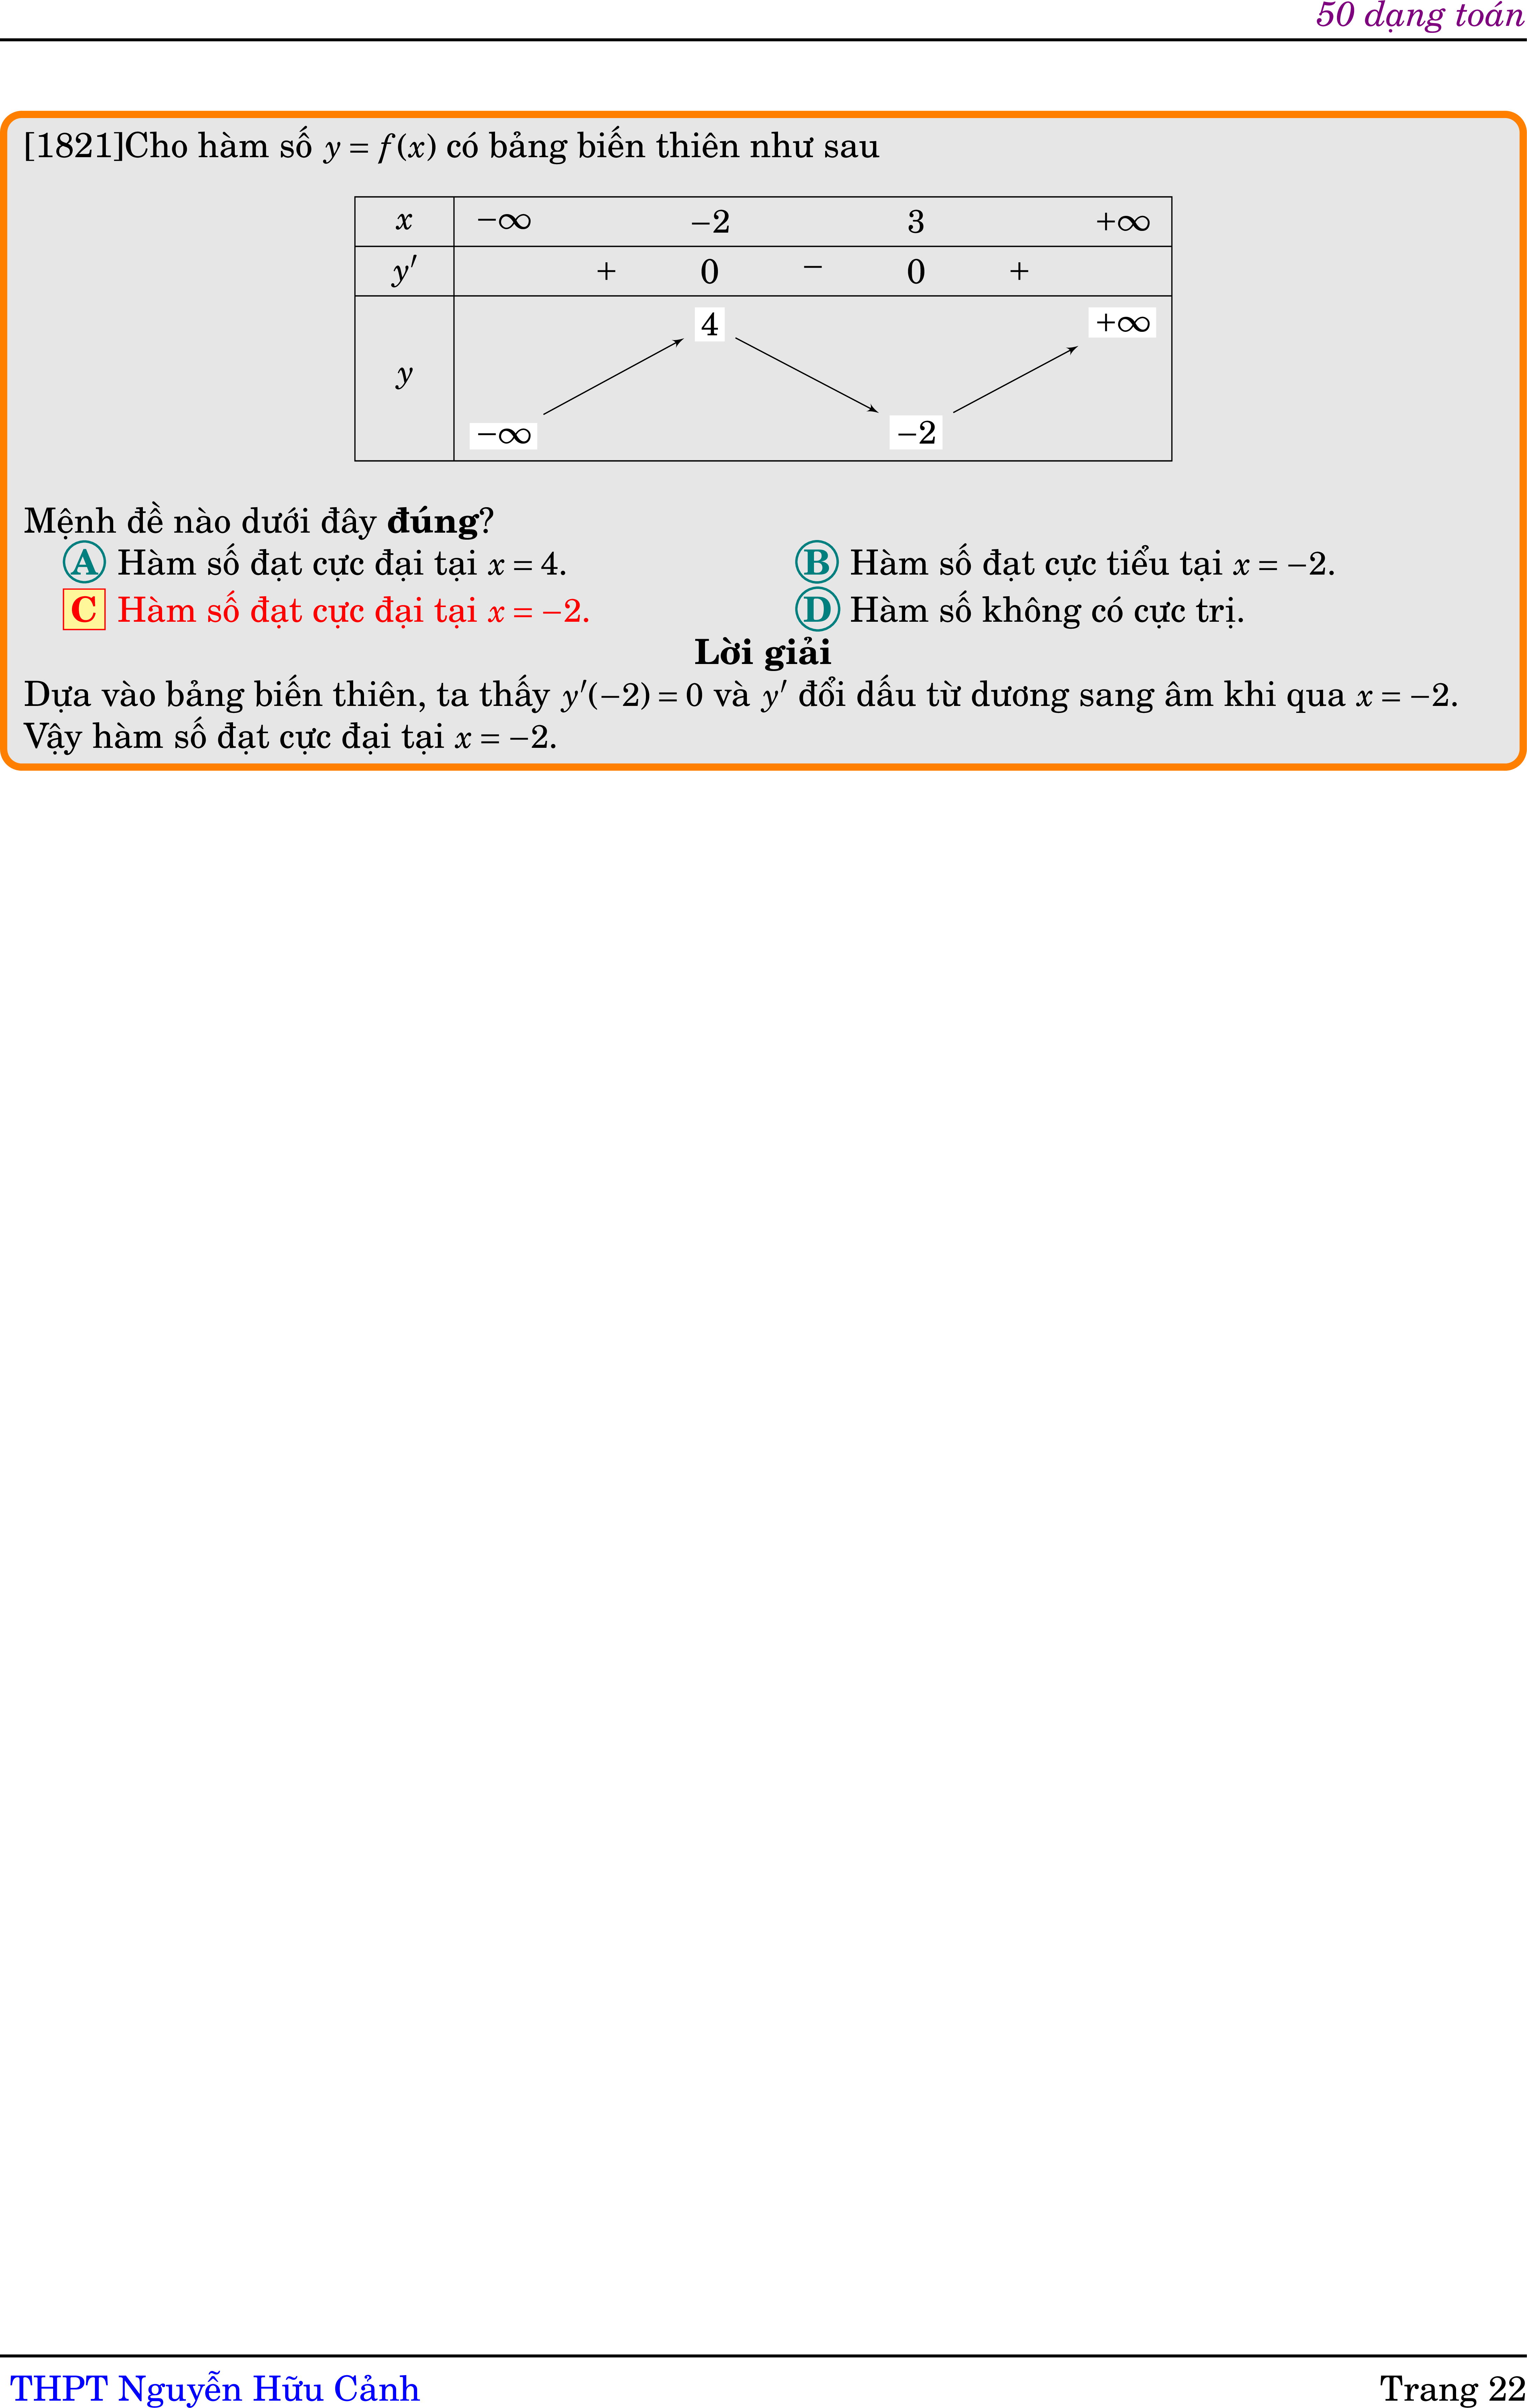 50 dạng toán
[1821]Cho hàm số y = f(x) có bảng biến thiên như sau
x −∞ −2 3 +∞
y′ + 0 − 0 +
4 +∞
y
−∞ −2
Mệnh đề nào dưới đây đúng?
A Hàm số đạt cực đại tại x = 4. B Hàm số đạt cực tiểu tại x = −2.
C Hàm số đạt cực đại tại x = −2. D Hàm số không có cực trị.
Lời giải
Dựa vào bảng biến thiên, ta thấy y′(−2) = 0 và y′ đổi dấu từ dương sang âm khi qua x = −2.
Vậy hàm số đạt cực đại tại x = −2.
THPT Nguyễn Hữu Cảnh Trang 22